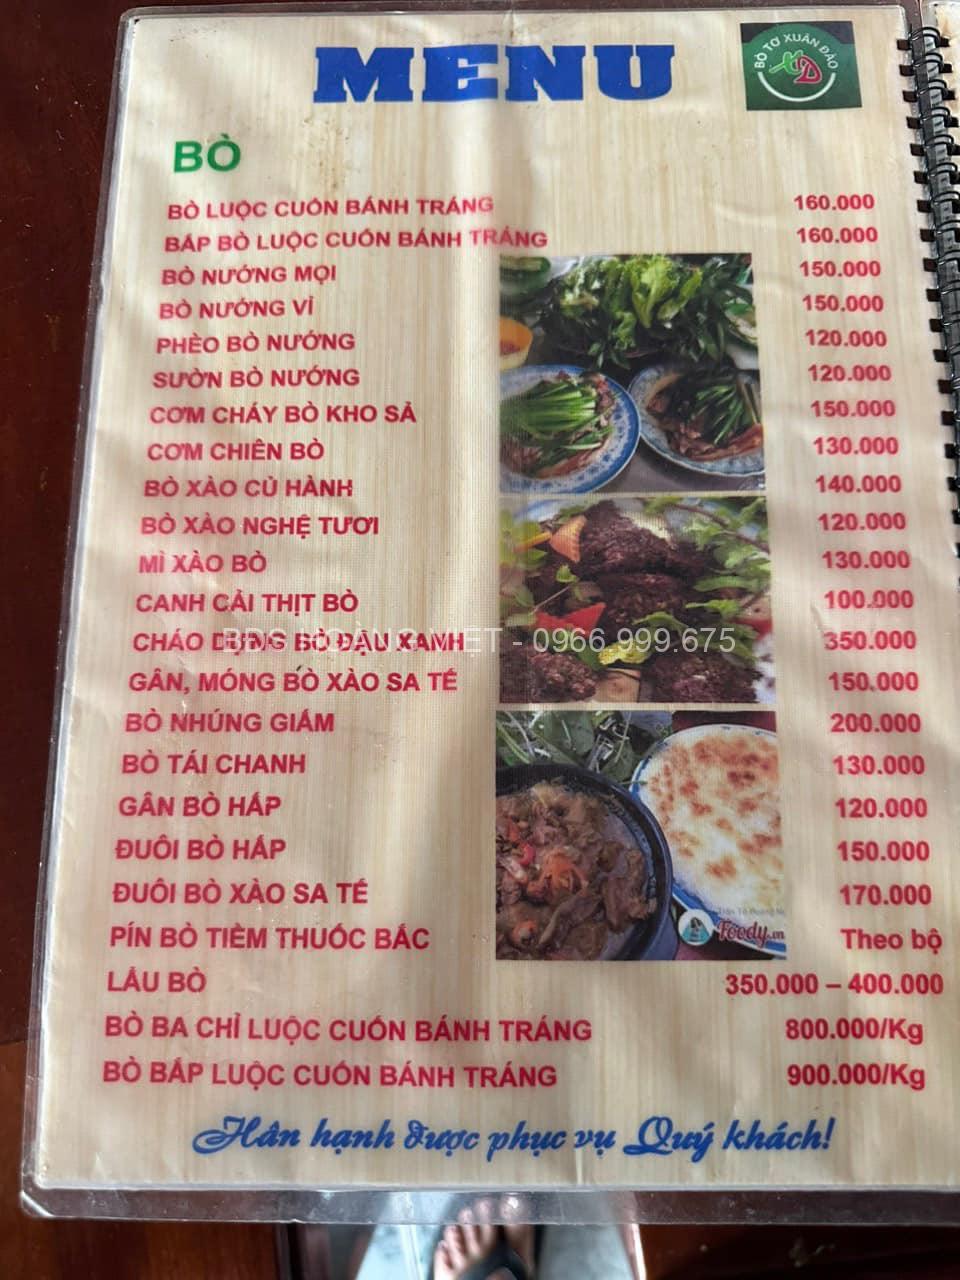 MENU
BÒ TƠ XUÂN ĐÀO
XD
BÒ
BÒ LUỘC CUỐN BÁNH TRÁNG 160.000
BẮP BÒ LUỘC CUỐN BÁNH TRÁNG 160.000
BÒ NƯỚNG MỌI 150.000
BÒ NƯỚNG VỈ 150.000
PHÈO BÒ NƯỚNG 120.000
SƯỜN BÒ NƯỚNG 120.000
CƠM CHÁY BÒ KHO SẢ 150.000
CƠM CHIÊN BÒ 130.000
BÒ XÀO CỦ HÀNH 140.000
BÒ XÀO NGHỆ TƯƠI 120.000
MÌ XÀO BÒ 130.000
CANH CẢI THỊT BÒ 100.000
CHÁO DỰNG BÒ ĐẬU XANH 350.000
BĐS HOÀNG VIỆT - 0966.999.675
GÂN, MÓNG BÒ XÀO SA TẾ 150.000
BÒ NHÚNG GIẤM 200.000
BÒ TÁI CHANH 130.000
GÂN BÒ HẤP 120.000
ĐUÔI BÒ HẤP 150.000
ĐUÔI BÒ XÀO SA TẾ 170.000
Foody.vn
PÍN BÒ TIỀM THUỐC BẮC Theo bộ
LẨU BÒ 350.000 – 400.000
BÒ BA CHỈ LUỘC CUỐN BÁNH TRÁNG 800.000/Kg
BÒ BẮP LUỘC CUỐN BÁNH TRÁNG 900.000/Kg
Hân hạnh được phục vụ Quý khách!